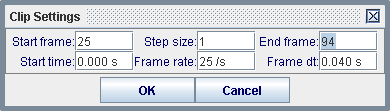 Clip Settings
Start frame: 25 Step size: 1 End frame: 94
Start time: 0.000 s Frame rate: 25 /s Frame dt: 0.040 s
OK Cancel